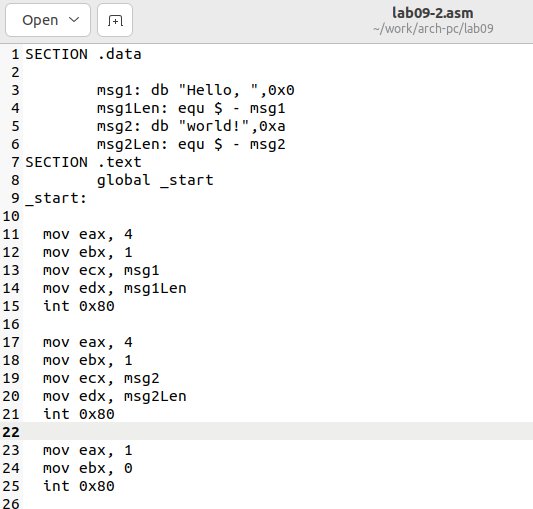 Open
lab09-2.asm
~/work/arch-pc/lab09
1 SECTION .data
2
3         msg1: db "Hello, ",0x0
4         msg1Len: equ $ - msg1
5         msg2: db "world!",0xa
6         msg2Len: equ $ - msg2
7 SECTION .text
8         global _start
9 _start:
10
11   mov eax, 4
12   mov ebx, 1
13   mov ecx, msg1
14   mov edx, msg1Len
15   int 0x80
16
17   mov eax, 4
18   mov ebx, 1
19   mov ecx, msg2
20   mov edx, msg2Len
21   int 0x80
22
23   mov eax, 1
24   mov ebx, 0
25   int 0x80
26